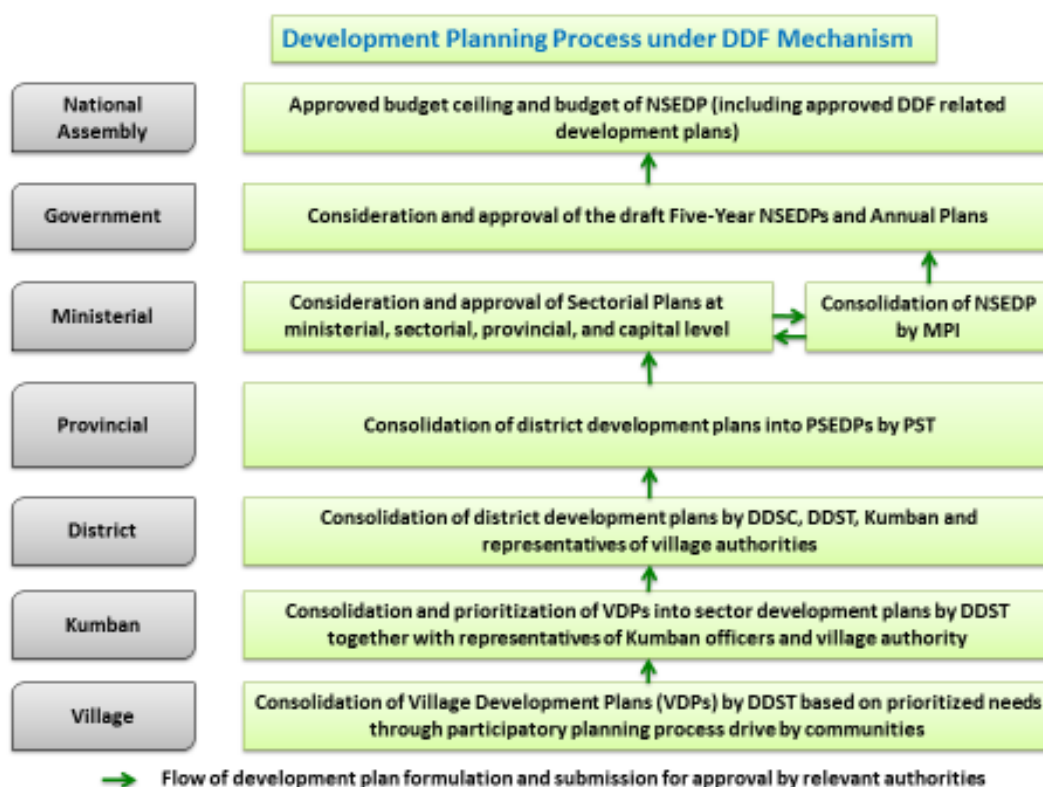 Development Planning Process under DDF Mechanism
National
Assembly
Approved budget ceiling and budget of NSEDP (including approved DDF related
development plans)
Government
Consideration and approval of the draft Five-Year NSEDPs and Annual Plans
Ministerial
Consideration and approval of Sectorial Plans at
ministerial, sectorial, provincial, and capital level
Consolidation of NSEDP
by MPI
Provincial
Consolidation of district development plans into PSEDPs by PST
District
Consolidation of district development plans by DDSC, DDST, Kumban and
representatives of village authorities
Kumban
Consolidation and prioritization of VDPs into sector development plans by DDST
together with representatives of Kumban officers and village authority
Village
Consolidation of Village Development Plans (VDPs) by DDST based on prioritized needs
through participatory planning process drive by communities
Flow of development plan formulation and submission for approval by relevant authorities